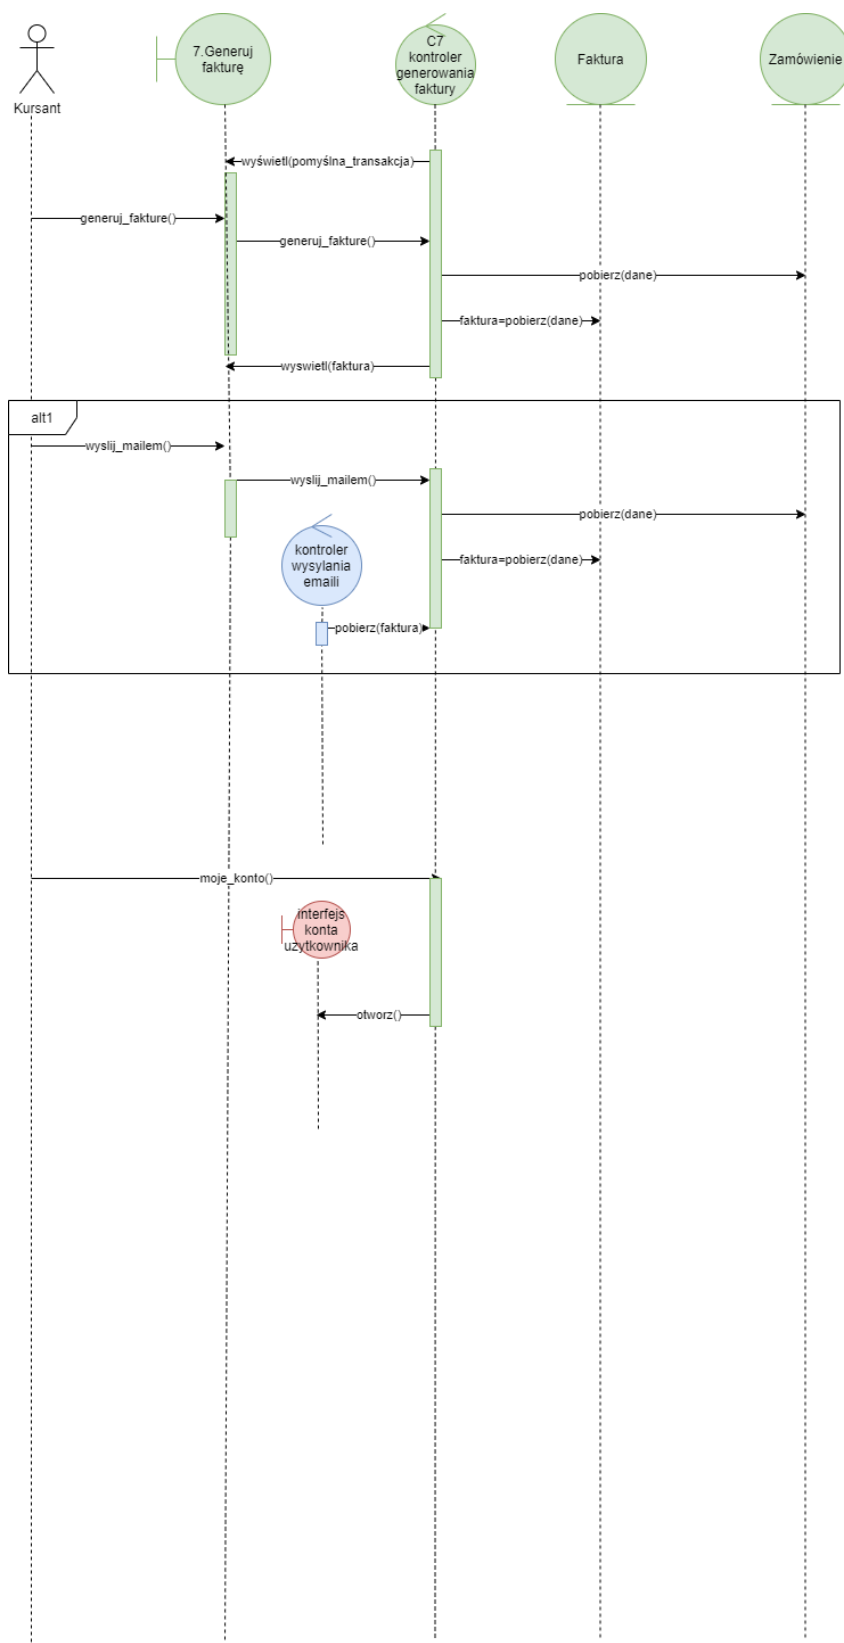 Kursant
7.Generuj
fakturę
C7
kontroler
generowania
faktury
Faktura
Zamówienie
wyświetl(pomyślna_transakcja)
generuj_fakture()
generuj_fakture()
pobierz(dane)
faktura=pobierz(dane)
wyswietl(faktura)
alt1
wyslij_mailem()
wyslij_mailem()
pobierz(dane)
kontroler
wysylania
emaili
faktura=pobierz(dane)
pobierz(faktura)
moje_konto()
interfejs
konta
uzytkownika
otworz()